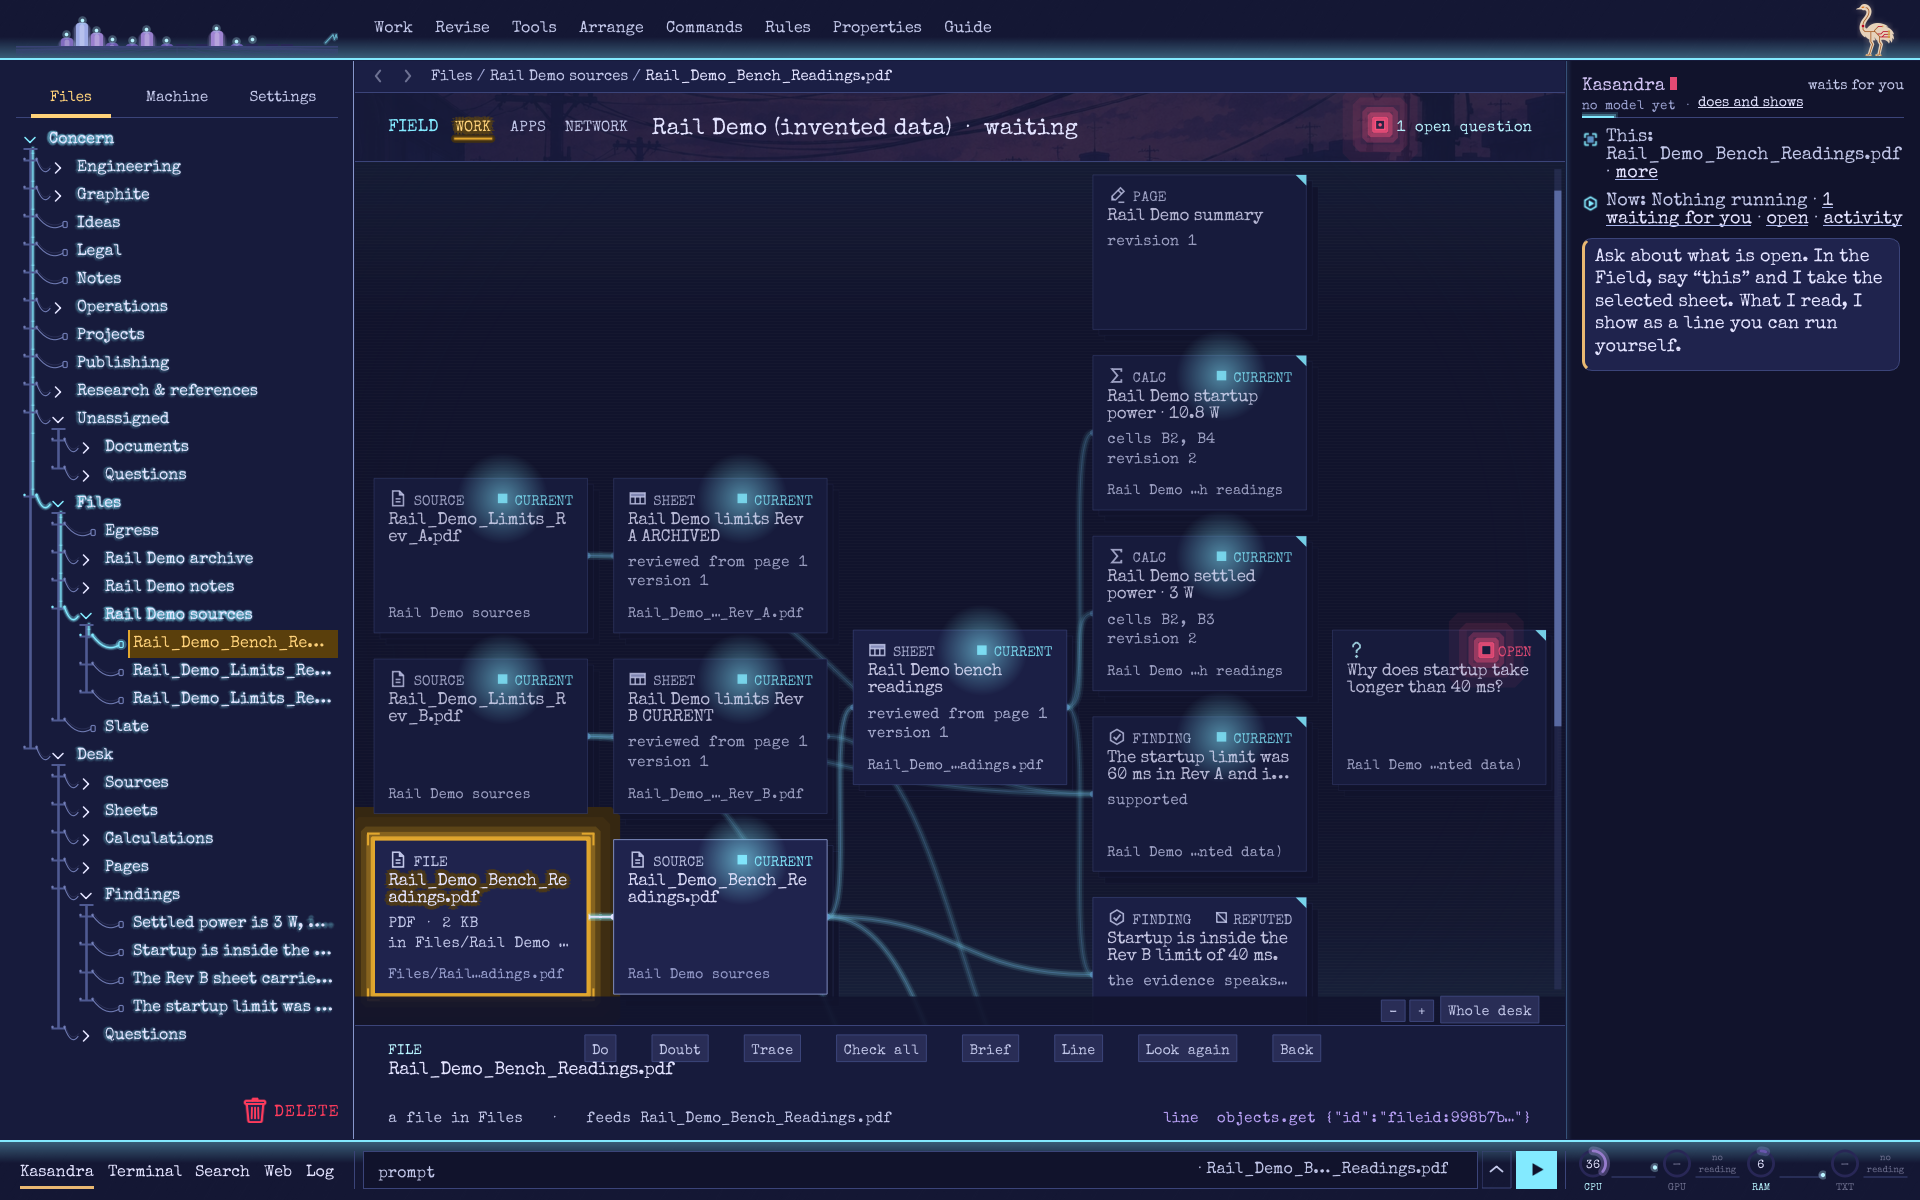 Work Revise Tools Arrange Commands Rules Properties Guide
Files Machine Settings
Concern
Engineering
Graphite
Ideas
Legal
Notes
Operations
Projects
Publishing
Research & references
Unassigned
Documents
Questions
Files
Egress
Rail Demo archive
Rail Demo notes
Rail Demo sources
Rail_Demo_Bench_Re...
Rail_Demo_Limits_Re...
Rail_Demo_Limits_Re...
Slate
Desk
Sources
Sheets
Calculations
Pages
Findings
Settled power is 3 W, ...
Startup is inside the ...
The Rev B sheet carrie...
The startup limit was ...
Questions
DELETE
Files / Rail Demo sources / Rail_Demo_Bench_Readings.pdf
FIELD WORK APPS NETWORK Rail Demo (invented data) · waiting
1 open question
PAGE
Rail Demo summary
revision 1
CALC CURRENT
Rail Demo startup
power · 10.8 W
cells B2, B4
revision 2
Rail Demo …h readings
SOURCE CURRENT
Rail_Demo_Limits_R
ev_A.pdf
Rail Demo sources
SHEET CURRENT
Rail Demo limits Rev
A ARCHIVED
reviewed from page 1
version 1
Rail_Demo_…_Rev_A.pdf
CALC CURRENT
Rail Demo settled
power · 3 W
cells B2, B3
revision 2
Rail Demo …h readings
SOURCE CURRENT
Rail_Demo_Limits_R
ev_B.pdf
Rail Demo sources
SHEET CURRENT
Rail Demo limits Rev
B CURRENT
reviewed from page 1
version 1
Rail_Demo_…_Rev_B.pdf
SHEET CURRENT
Rail Demo bench
readings
reviewed from page 1
version 1
Rail_Demo_…adings.pdf
? OPEN
Why does startup take
longer than 40 ms?
Rail Demo …nted data)
FINDING CURRENT
The startup limit was
60 ms in Rev A and i...
supported
Rail Demo …nted data)
FILE
Rail_Demo_Bench_Re
adings.pdf
PDF · 2 KB
in Files/Rail Demo …
Files/Rail…adings.pdf
SOURCE CURRENT
Rail_Demo_Bench_Re
adings.pdf
Rail Demo sources
FINDING REFUTED
Startup is inside the
Rev B limit of 40 ms.
the evidence speaks…
− + Whole desk
FILE
Rail_Demo_Bench_Readings.pdf
Do Doubt Trace Check all Brief Line Look again Back
a file in Files · feeds Rail_Demo_Bench_Readings.pdf
line objects.get {"id":"fileid:998b7b…"}
Kasandra waits for you
no model yet · does and shows
This:
Rail_Demo_Bench_Readings.pdf
· more
Now: Nothing running · 1
waiting for you · open · activity
Ask about what is open. In the
Field, say “this” and I take the
selected sheet. What I read, I
show as a line you can run
yourself.
Kasandra Terminal Search Web Log
prompt
· Rail_Demo_B..._Readings.pdf
36 CPU
– GPU no reading
6 RAM
– TXT no reading